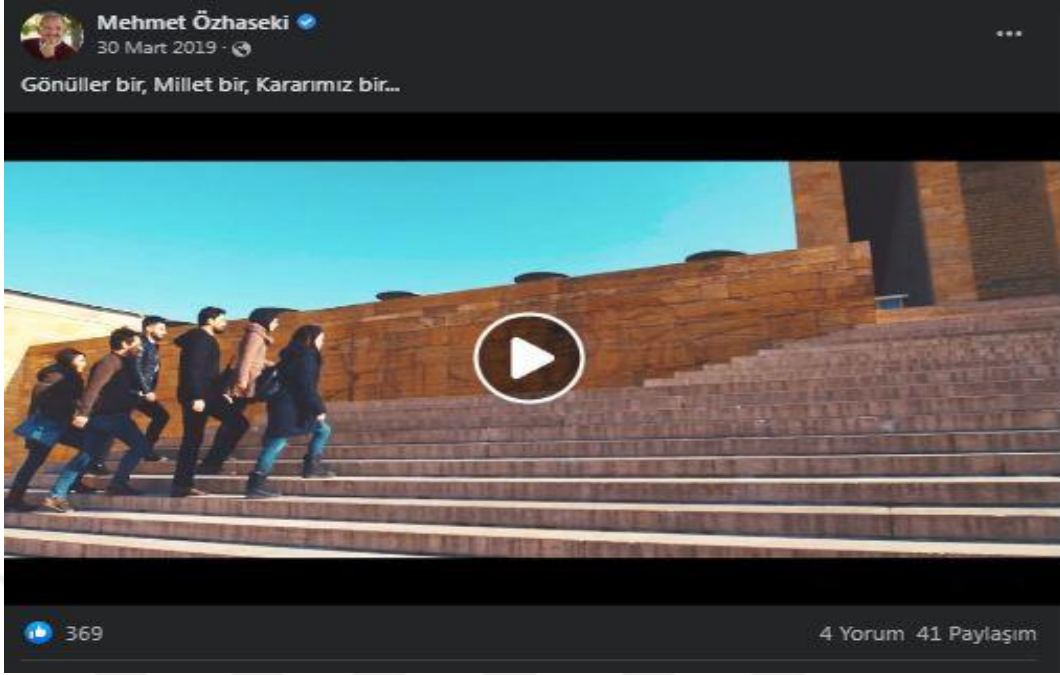 Mehmet Özhaseki
30 Mart 2019 ·
Gönüller bir, Millet bir, Kararımız bir...
369
4 Yorum 41 Paylaşım